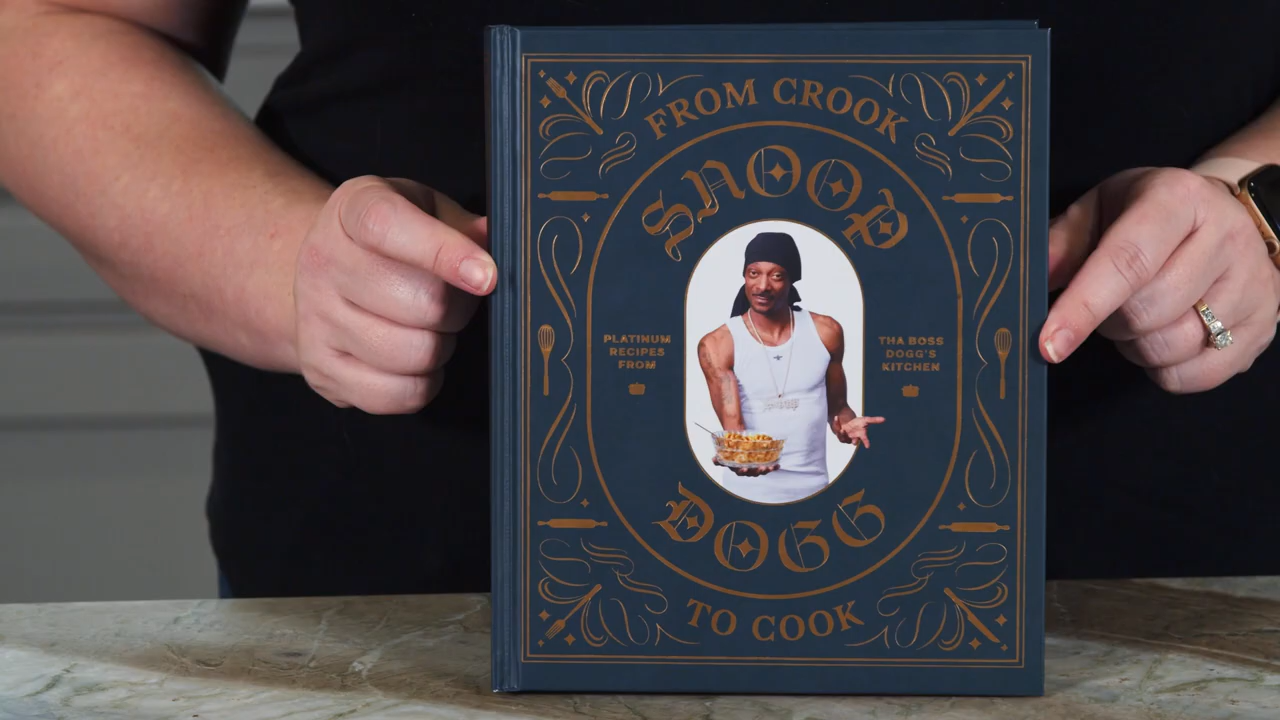 FROM CROOK
SNOOP
PLATINUM
RECIPES
FROM
THA BOSS
DOGG'S
KITCHEN
DOGG
TO COOK